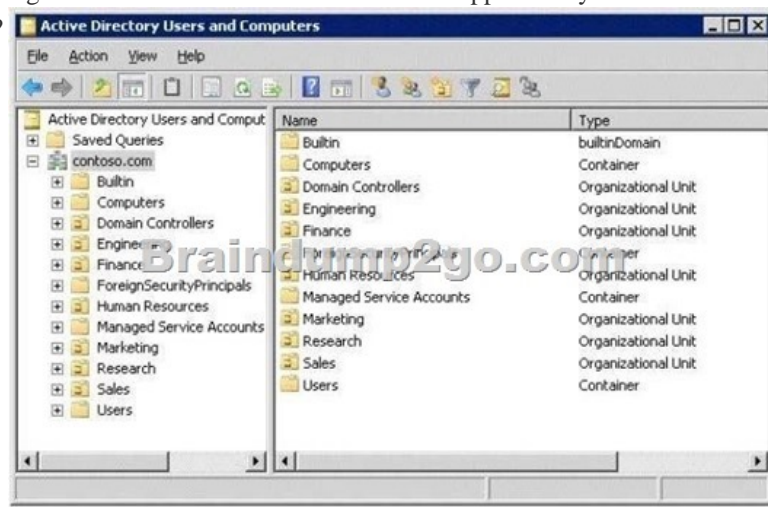 Active Directory Users and Computers
File Action View Help
Active Directory Users and Comput
Saved Queries
contoso.com
Builtin
Computers
Domain Controllers
Engineering
Finance
ForeignSecurityPrincipals
Human Resources
Managed Service Accounts
Marketing
Research
Sales
Users
Name Type
Builtin builtinDomain
Computers Container
Domain Controllers Organizational Unit
Engineering Organizational Unit
Finance Organizational Unit
Braindump2go.com
Human Resources Organizational Unit
Managed Service Accounts Container
Marketing Organizational Unit
Research Organizational Unit
Sales Organizational Unit
Users Container